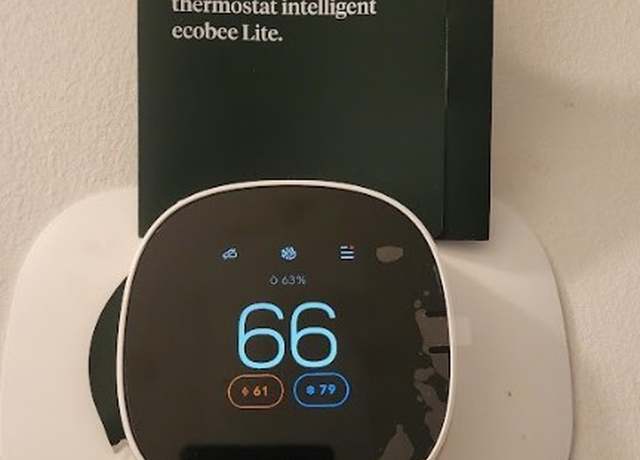 thermostat intelligent
ecobee Lite.
63%
66
61
79